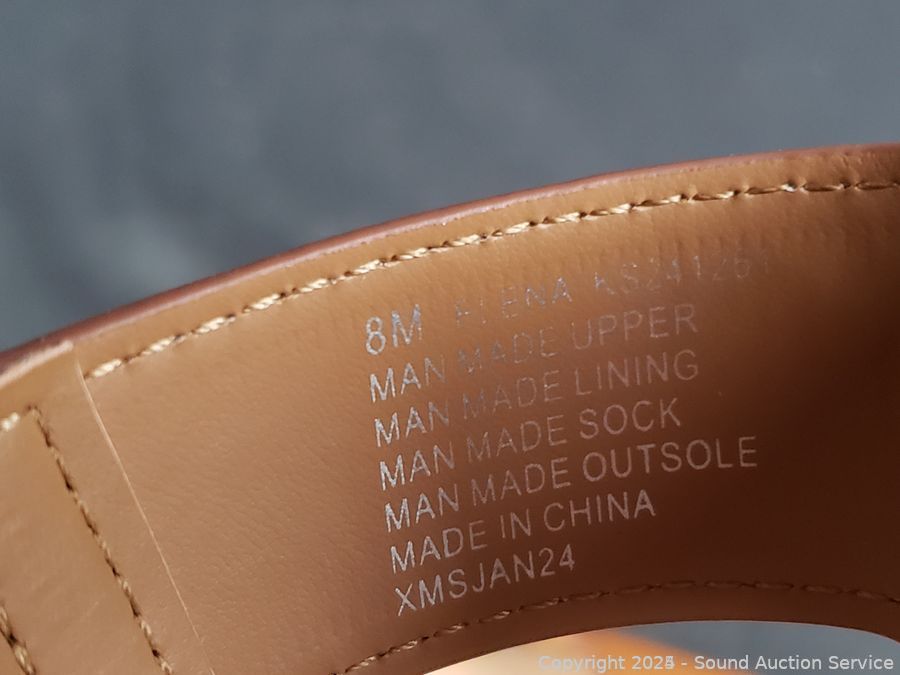 8M ELENA
MAN MADE UPPER
MAN MADE LINING
MAN MADE SOCK
MAN MADE OUTSOLE
MADE IN CHINA
XMSJAN24
Copyright - Sound Auction Service